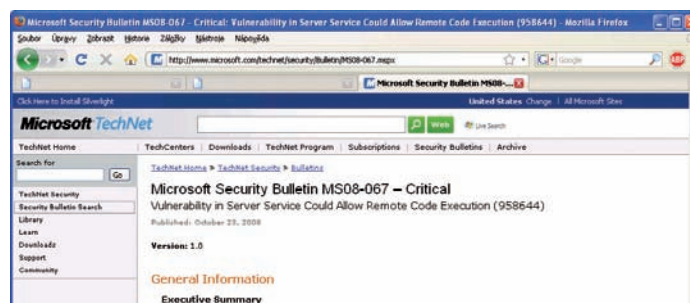 Microsoft Security Bulletin MS08-067 - Critical: Vulnerability in Server Service Could Allow Remote Code Execution (958644) - Mozilla Firefox
Soubor Úpravy Zobrazit Historie Záložky Nástroje Nápověda
http://www.microsoft.com/technet/security/Bulletin/MS08-067.mspx
Google
ABP
Microsoft Security Bulletin MS08-...
Click Here to Install Silverlight
United States Change | All Microsoft Sites
Microsoft TechNet
Web
Live Search
TechNet Home
TechCenters | Downloads | TechNet Program | Subscriptions | Security Bulletins | Archive
Search for
Go
TechNet Security
Security Bulletin Search
Library
Learn
Downloads
Support
Community
TechNet Home > TechNet Security > Bulletins
Microsoft Security Bulletin MS08-067 – Critical
Vulnerability in Server Service Could Allow Remote Code Execution (958644)
Published: October 23, 2008
Version: 1.0
General Information
Executive Summary